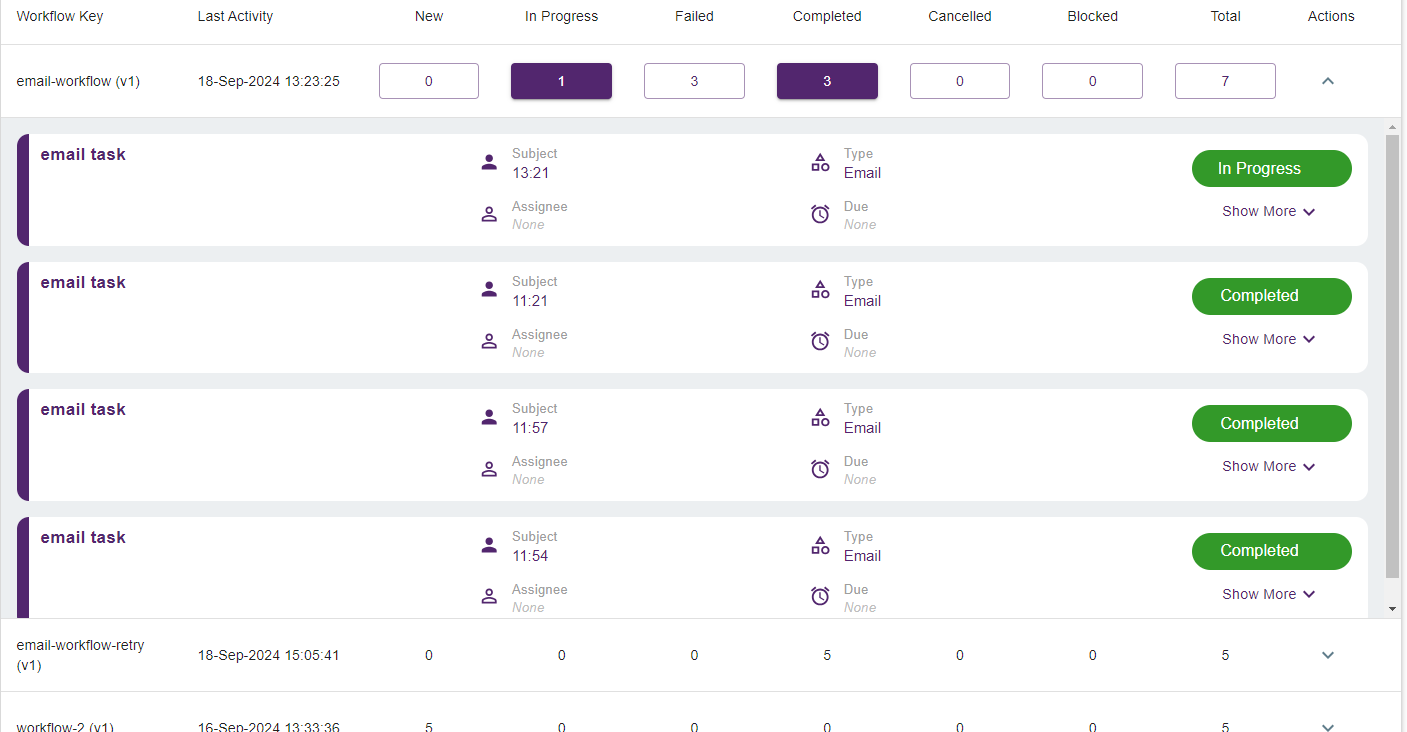 Workflow Key Last Activity New In Progress Failed Completed Cancelled Blocked Total Actions
email-workflow (v1) 18-Sep-2024 13:23:25 0 1 3 3 0 0 7
email task Subject Type In Progress
13:21 Email
Assignee Due Show More
None None
email task Subject Type Completed
11:21 Email
Assignee Due Show More
None None
email task Subject Type Completed
11:57 Email
Assignee Due Show More
None None
email task Subject Type Completed
11:54 Email
Assignee Due Show More
None None
email-workflow-retry
(v1) 18-Sep-2024 15:05:41 0 0 0 5 0 0 5
workflow-2 (v1) 16-Sep-2024 13:33:36 5 0 0 0 0 0 5